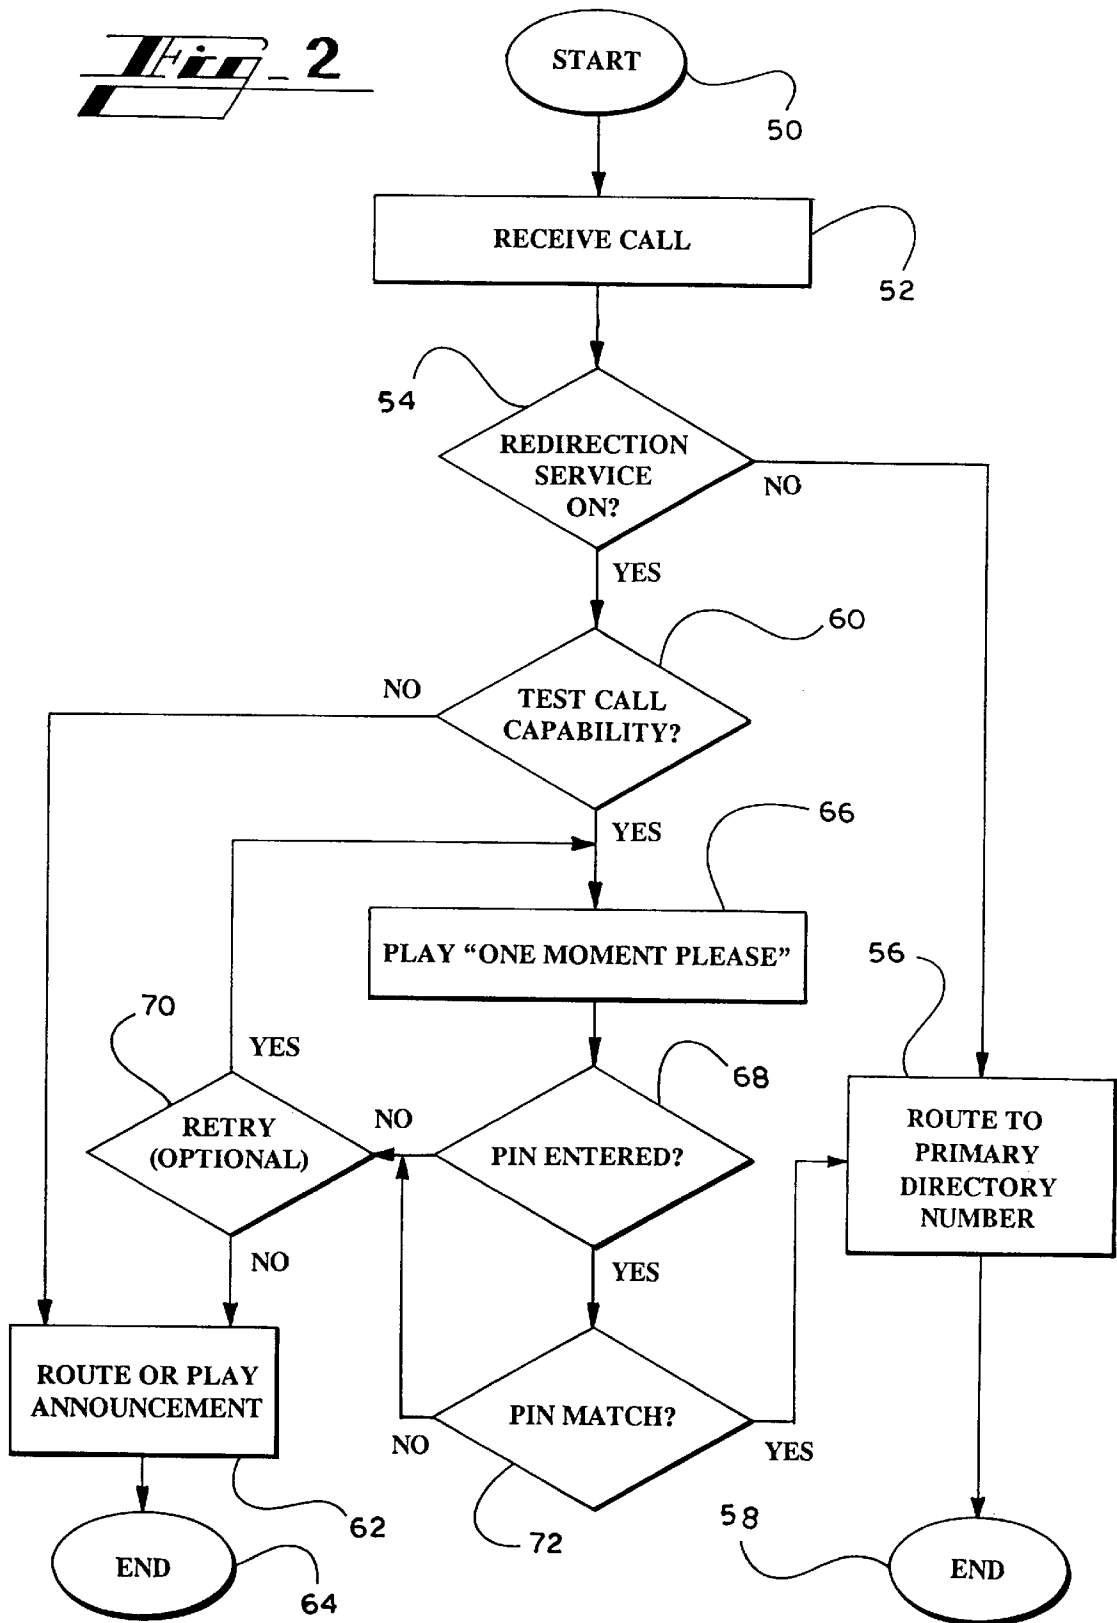 Fig_2
START
50
RECEIVE CALL
52
54
REDIRECTION
SERVICE
ON?
NO
YES
60
NO
TEST CALL
CAPABILITY?
YES
66
PLAY “ONE MOMENT PLEASE”
56
70
YES
68
RETRY
(OPTIONAL)
NO
PIN ENTERED?
ROUTE TO
PRIMARY
DIRECTORY
NUMBER
NO
YES
ROUTE OR PLAY
ANNOUNCEMENT
PIN MATCH?
NO
YES
62
72
58
END
64
END